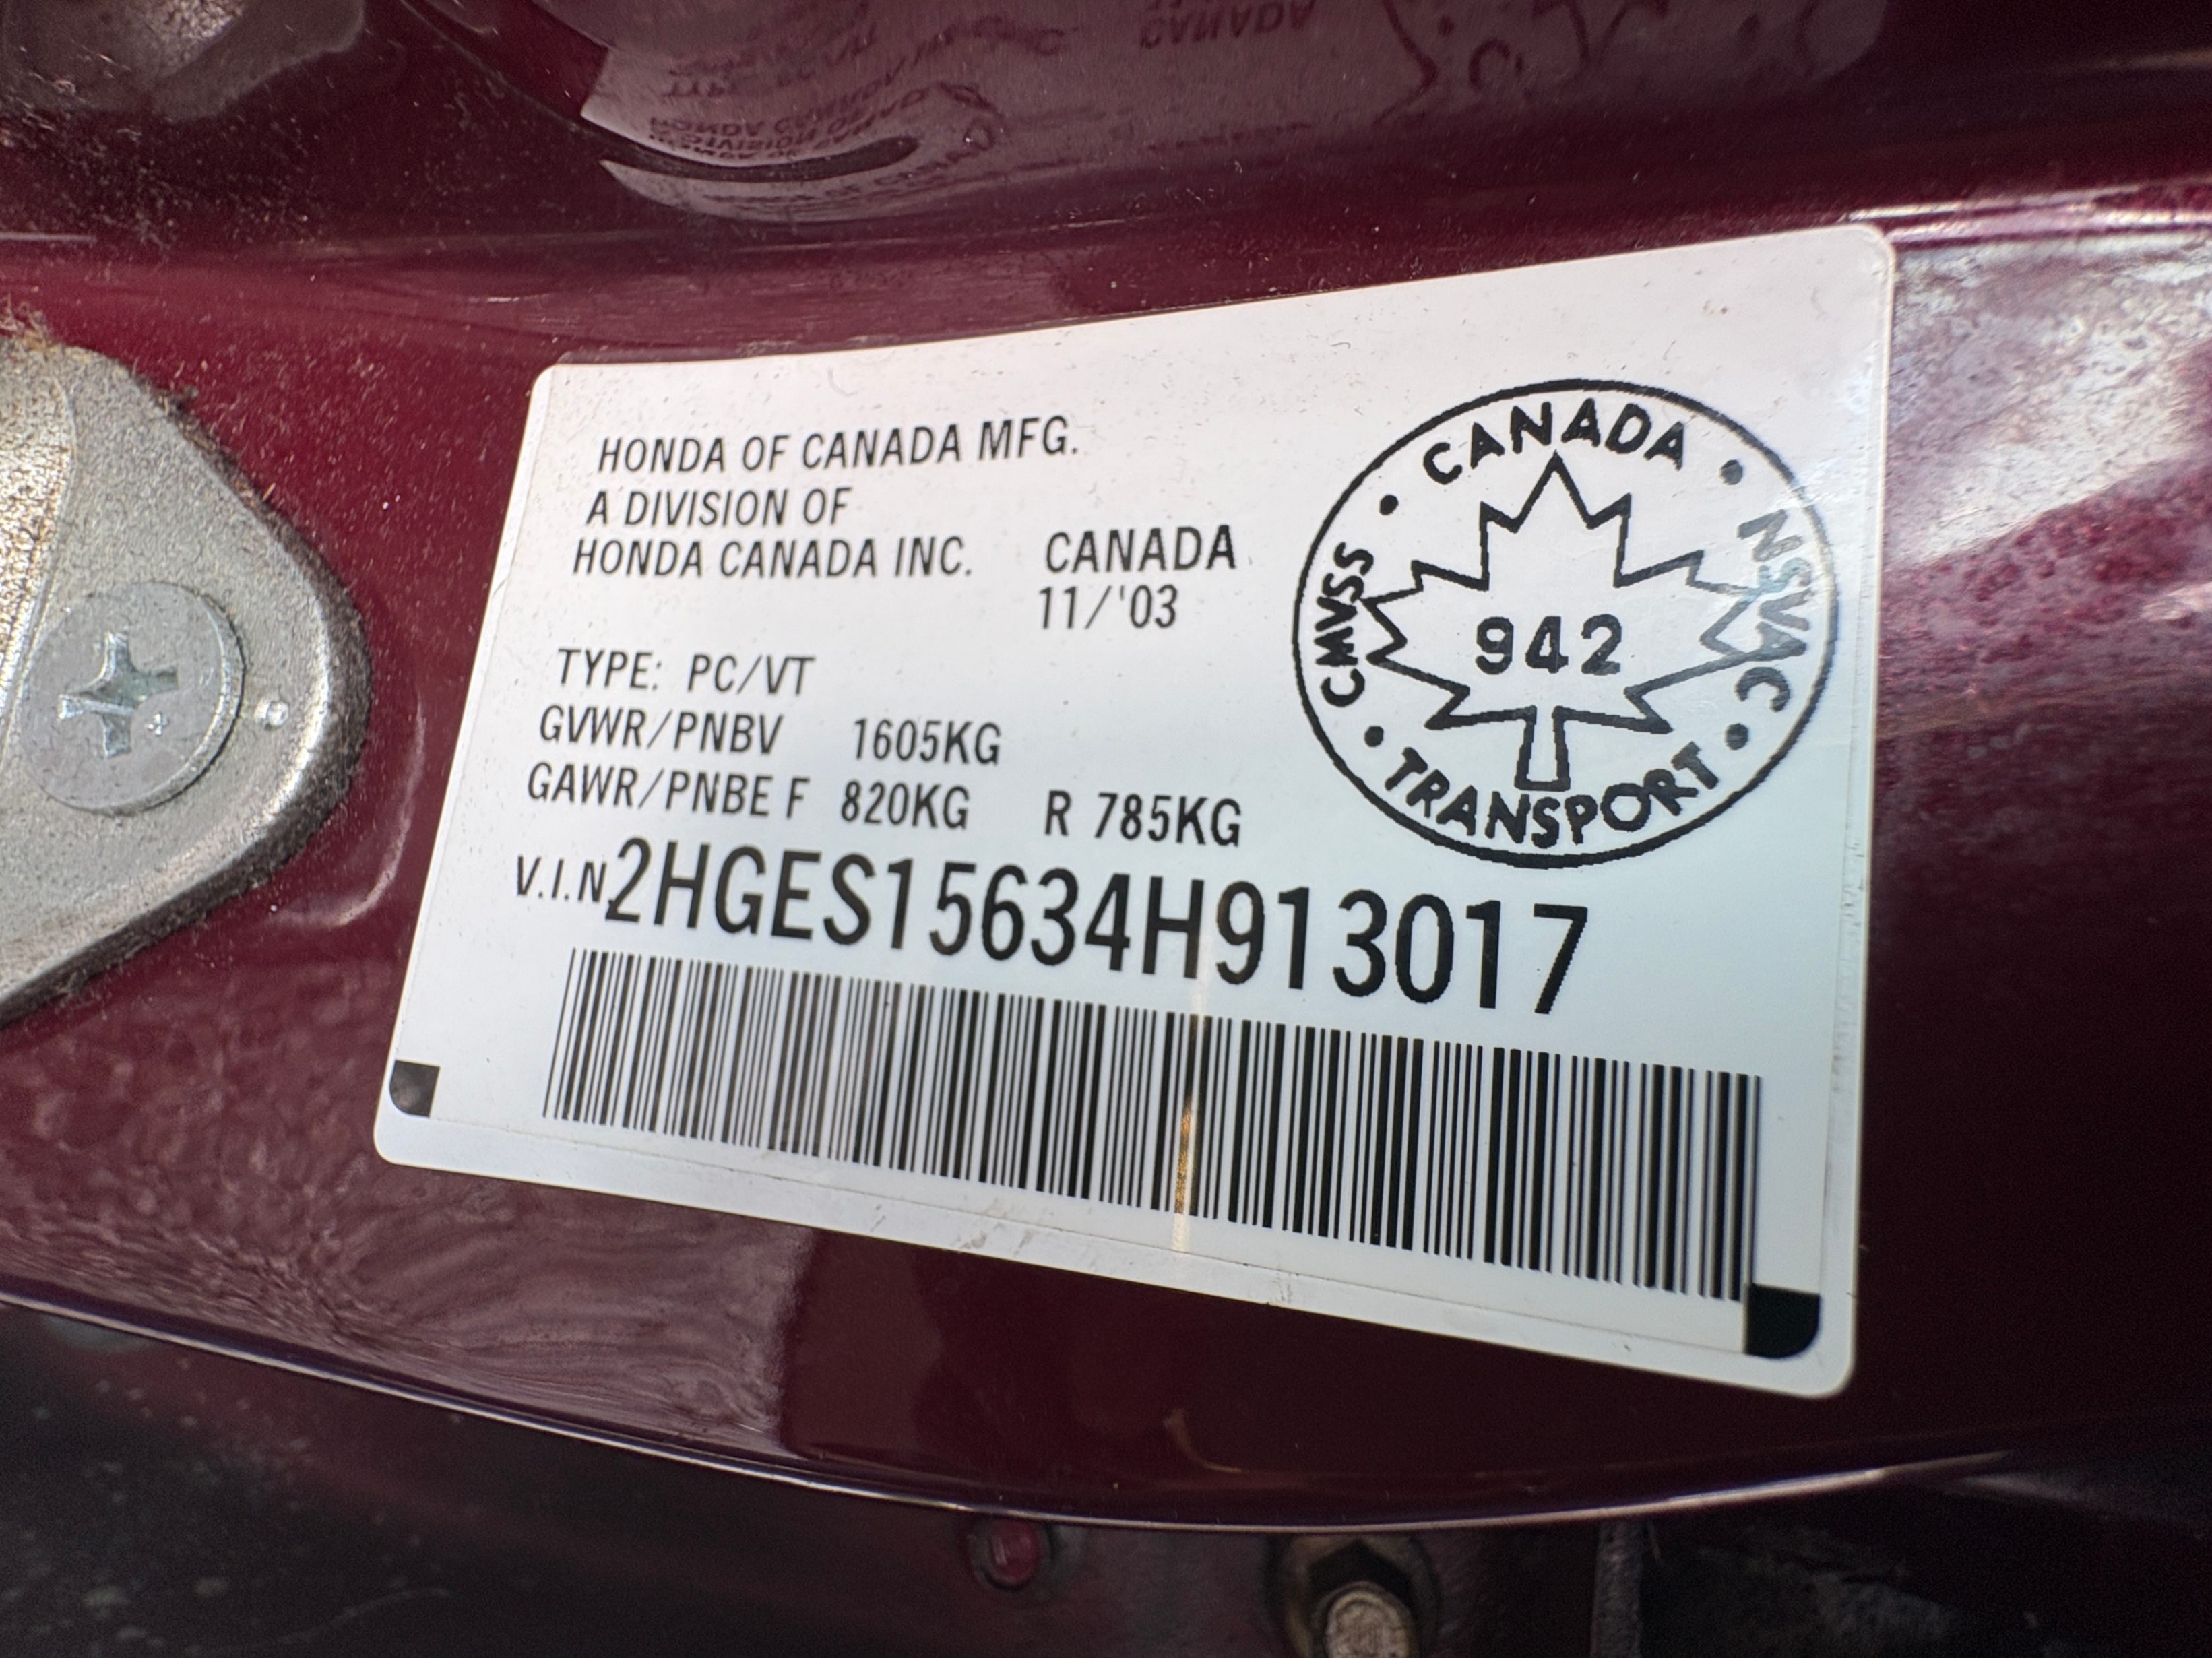 HONDA OF CANADA MFG.
A DIVISION OF
HONDA CANADA INC. CANADA
11/'03
TYPE: PC/VT
GVWR/PNBV 1605KG
GAWR/PNBE F 820KG R 785KG
V.I.N. 2HGES15634H913017
CANADA • NSVAC • TRANSPORT • CMVSS •
942
CANADA